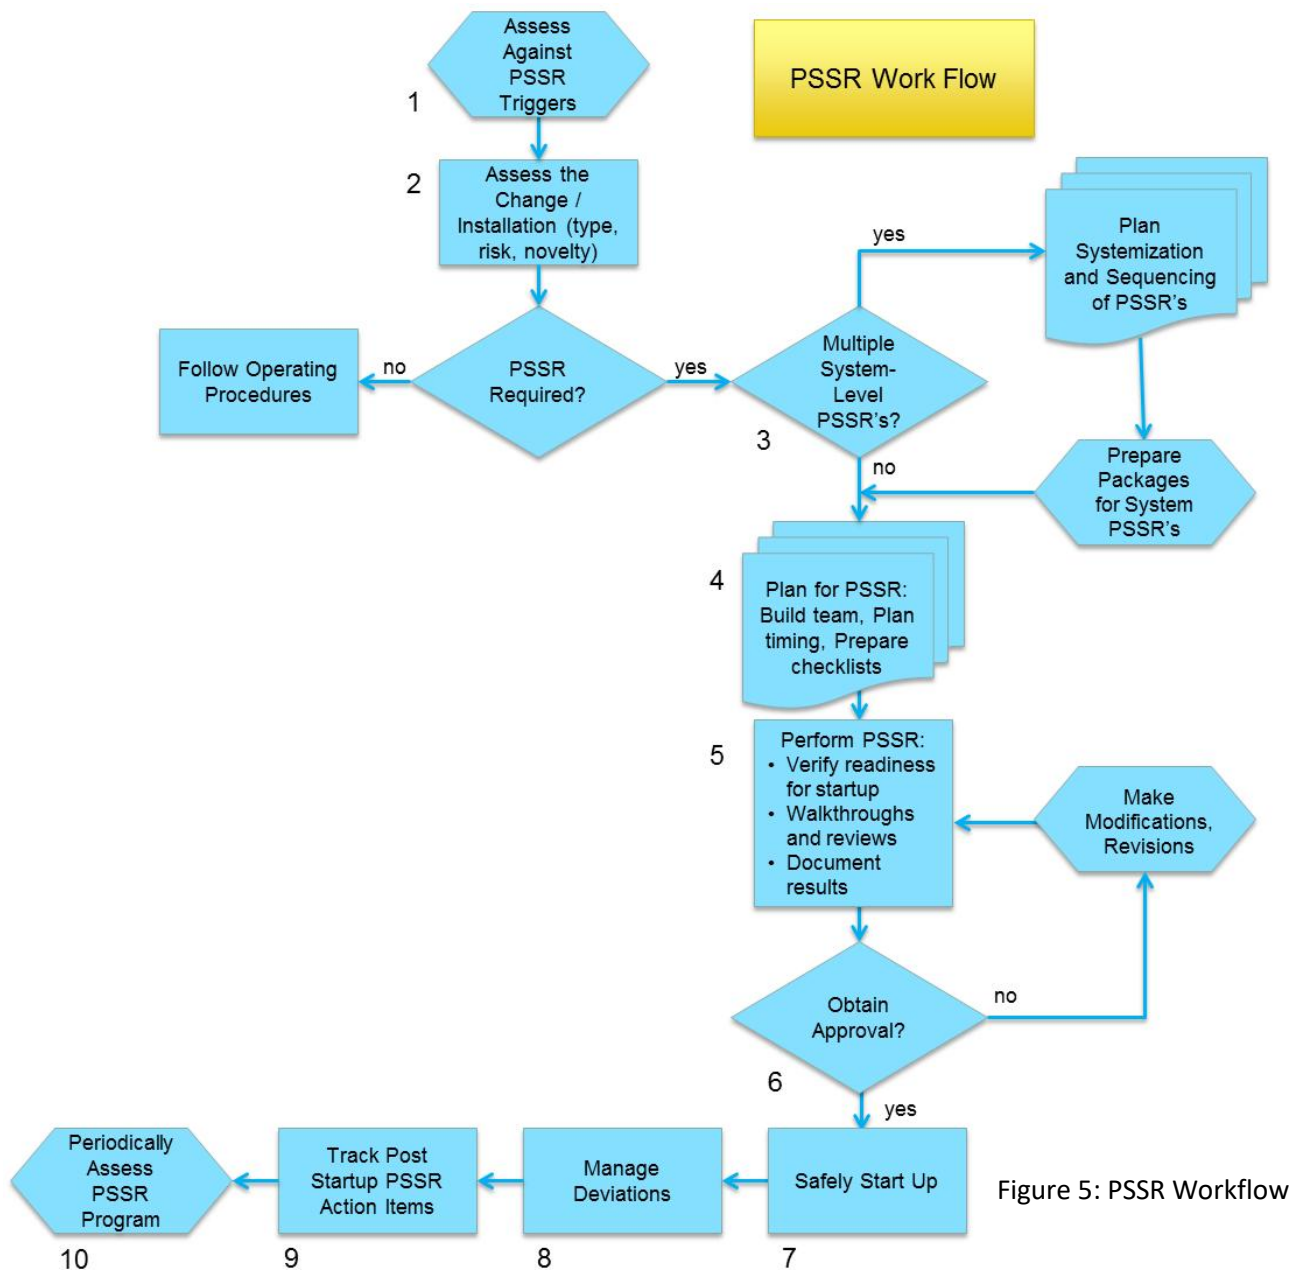 Assess
Against
PSSR
Triggers
1
PSSR Work Flow
2
Assess the
Change /
Installation (type,
risk, novelty)
yes
Plan
Systemization
and Sequencing
of PSSR's
Follow Operating
Procedures
no
PSSR
Required?
yes
Multiple
System-
Level
PSSR's?
3
no
Prepare
Packages
for System
PSSR's
4
Plan for PSSR:
Build team, Plan
timing, Prepare
checklists
5
Perform PSSR:
• Verify readiness
for startup
• Walkthroughs
and reviews
• Document
results
Make
Modifications,
Revisions
Obtain
Approval?
no
6
yes
Periodically
Assess
PSSR
Program
Track Post
Startup PSSR
Action Items
Manage
Deviations
Safely Start Up
Figure 5: PSSR Workflow
10
9
8
7